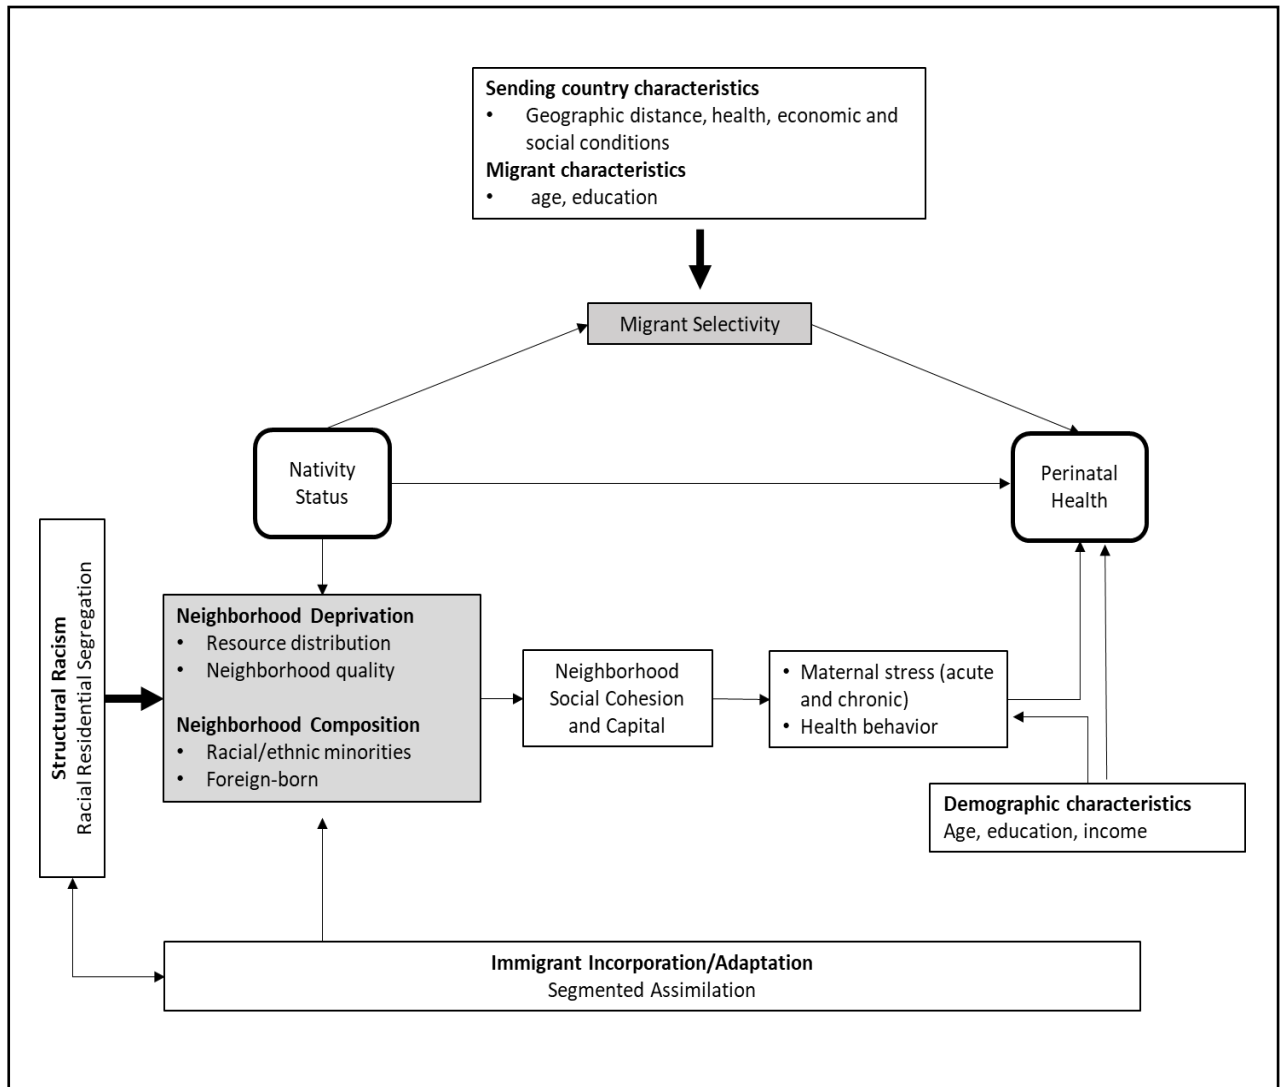 Sending country characteristics
• Geographic distance, health, economic and
social conditions
Migrant characteristics
• age, education
Migrant Selectivity
Nativity
Status
Perinatal
Health
Structural Racism
Racial Residential Segregation
Neighborhood Deprivation
• Resource distribution
• Neighborhood quality
Neighborhood Composition
• Racial/ethnic minorities
• Foreign-born
Neighborhood
Social Cohesion
and Capital
• Maternal stress (acute
and chronic)
• Health behavior
Demographic characteristics
Age, education, income
Immigrant Incorporation/Adaptation
Segmented Assimilation